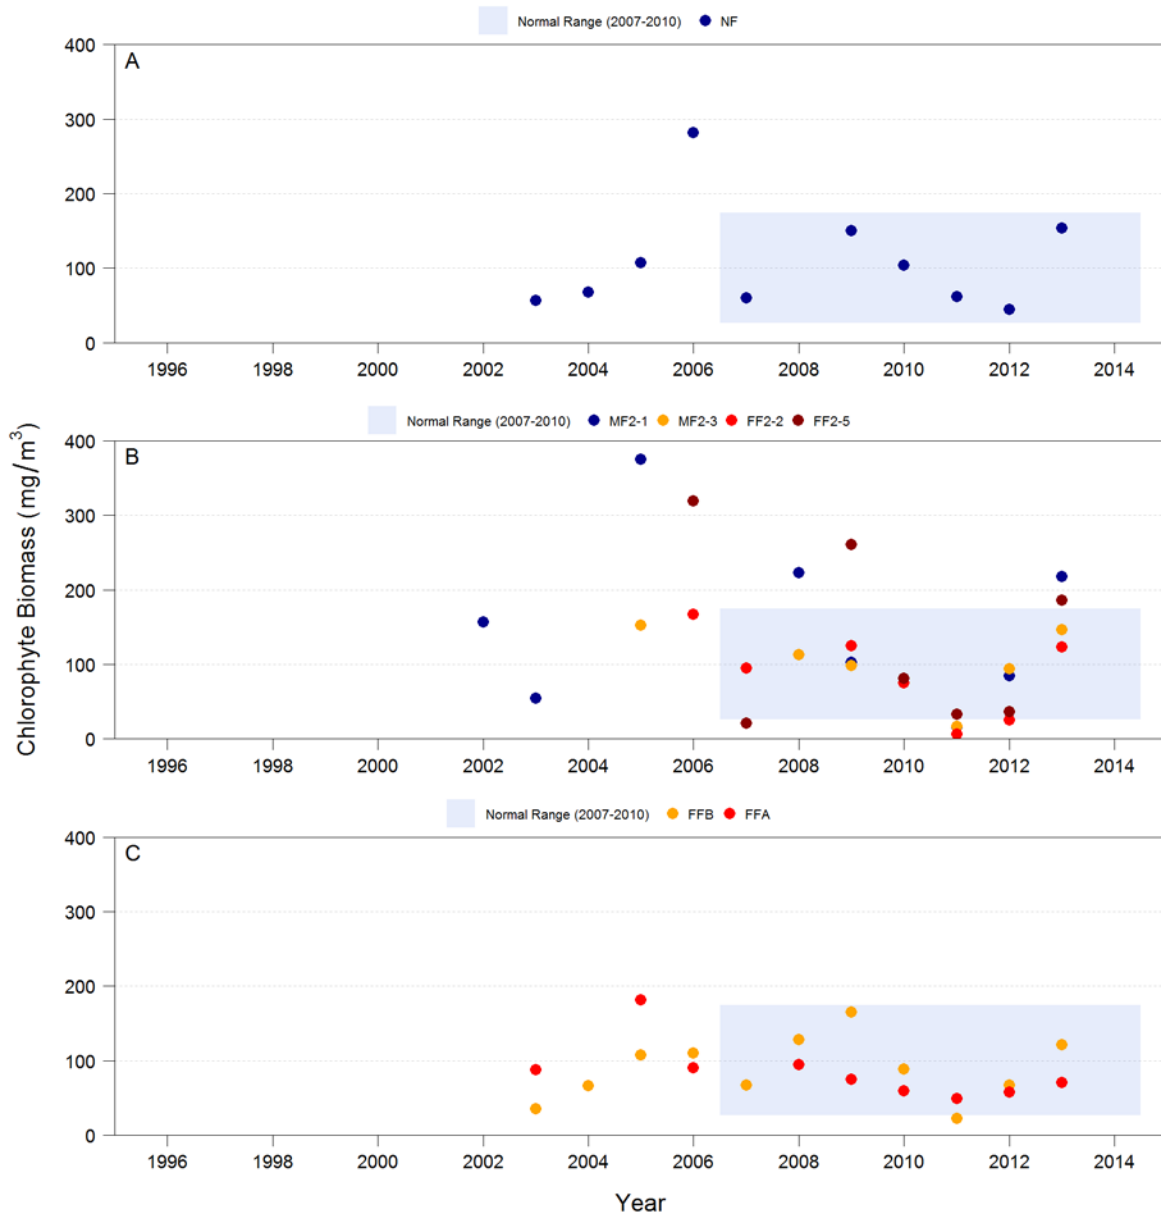 Normal Range (2007-2010) NF
A
400
300
200
100
0
1996 1998 2000 2002 2004 2006 2008 2010 2012 2014
Normal Range (2007-2010) MF2-1 MF2-3 FF2-2 FF2-5
B
400
300
200
100
0
1996 1998 2000 2002 2004 2006 2008 2010 2012 2014
Chlorophyte Biomass (mg/m³)
Normal Range (2007-2010) FFB FFA
C
400
300
200
100
0
1996 1998 2000 2002 2004 2006 2008 2010 2012 2014
Year